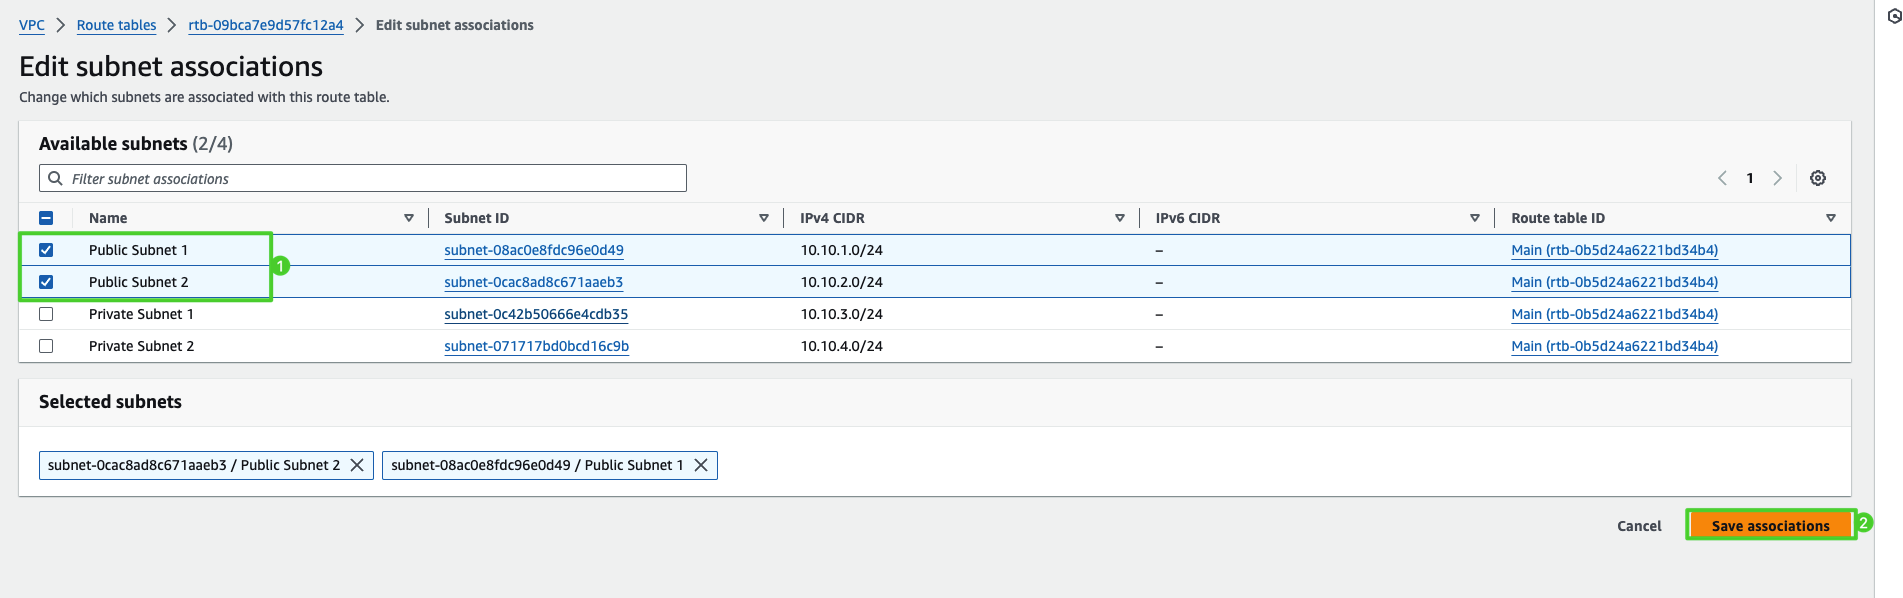 VPC > Route tables > rtb-09bca7e9d57fc12a4 > Edit subnet associations
Edit subnet associations
Change which subnets are associated with this route table.
Available subnets (2/4)
Filter subnet associations
1
Name Subnet ID IPv4 CIDR IPv6 CIDR Route table ID
Public Subnet 1 subnet-08ac0e8fdc96e0d49 10.10.1.0/24 – Main (rtb-0b5d24a6221bd34b4)
1
Public Subnet 2 subnet-0cac8ad8c671aaeb3 10.10.2.0/24 – Main (rtb-0b5d24a6221bd34b4)
Private Subnet 1 subnet-0c42b50666e4cdb35 10.10.3.0/24 – Main (rtb-0b5d24a6221bd34b4)
Private Subnet 2 subnet-071717bd0bcd16c9b 10.10.4.0/24 – Main (rtb-0b5d24a6221bd34b4)
Selected subnets
subnet-0cac8ad8c671aaeb3 / Public Subnet 2 subnet-08ac0e8fdc96e0d49 / Public Subnet 1
Cancel Save associations 2